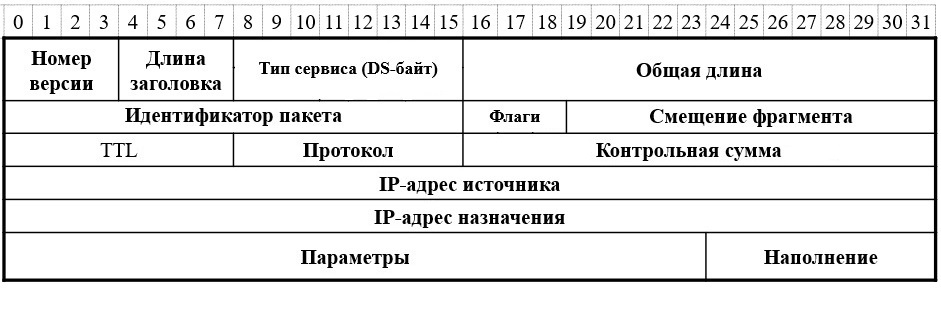 0 1 2 3 4 5 6 7 8 9 10 11 12 13 14 15 16 17 18 19 20 21 22 23 24 25 26 27 28 29 30 31
Номер
версии
Длина
заголовка
Тип сервиса (DS-байт)
Общая длина
Идентификатор пакета
Флаги
Смещение фрагмента
TTL
Протокол
Контрольная сумма
IP-адрес источника
IP-адрес назначения
Параметры
Наполнение